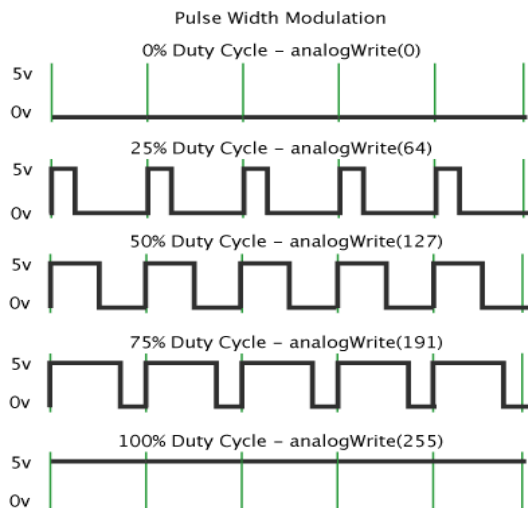 Pulse Width Modulation
0% Duty Cycle – analogWrite(0)
5v
0v
25% Duty Cycle – analogWrite(64)
5v
0v
50% Duty Cycle – analogWrite(127)
5v
0v
75% Duty Cycle – analogWrite(191)
5v
0v
100% Duty Cycle – analogWrite(255)
5v
0v